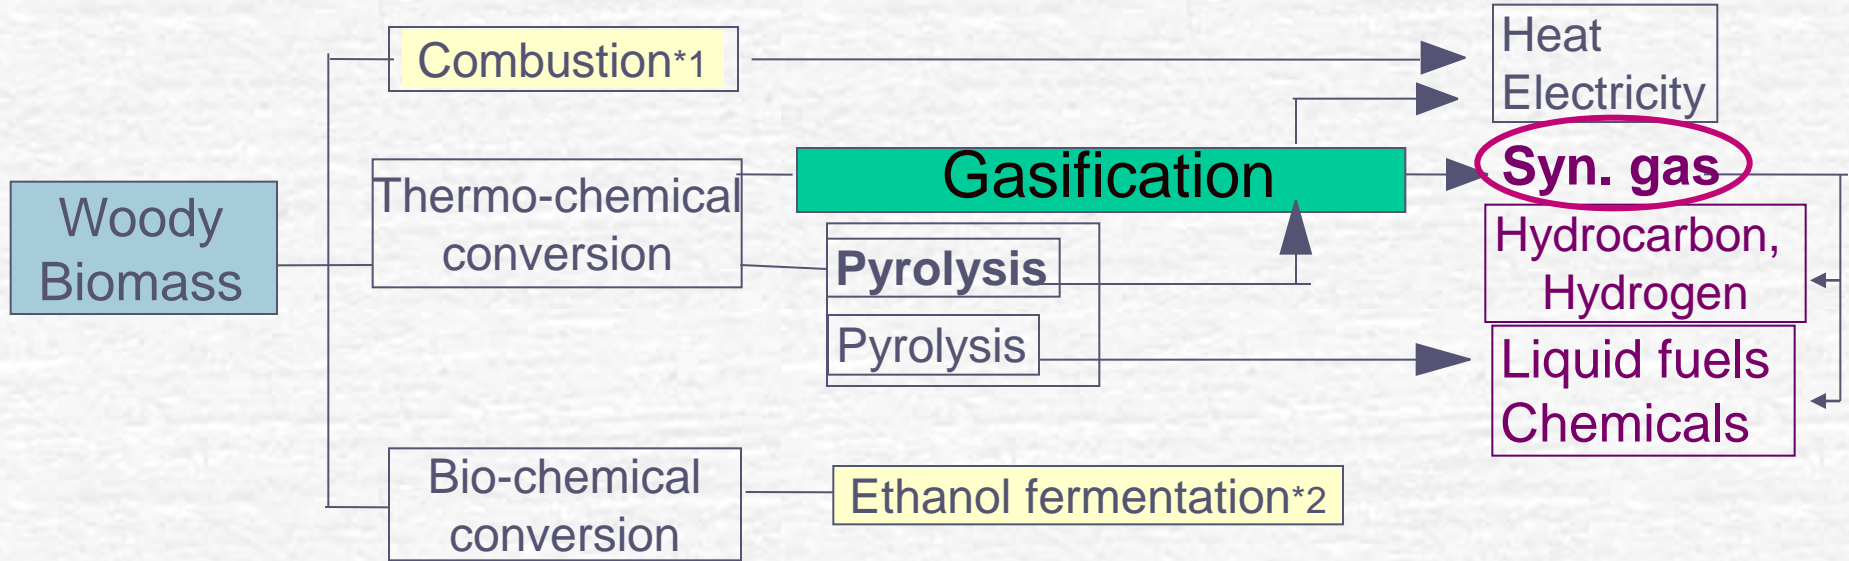 Combustion*1
Heat
Electricity
Woody
Biomass
Thermo-chemical
conversion
Gasification
Syn. gas
Pyrolysis
Pyrolysis
Hydrocarbon,
Hydrogen
Liquid fuels
Chemicals
Bio-chemical
conversion
Ethanol fermentation*2